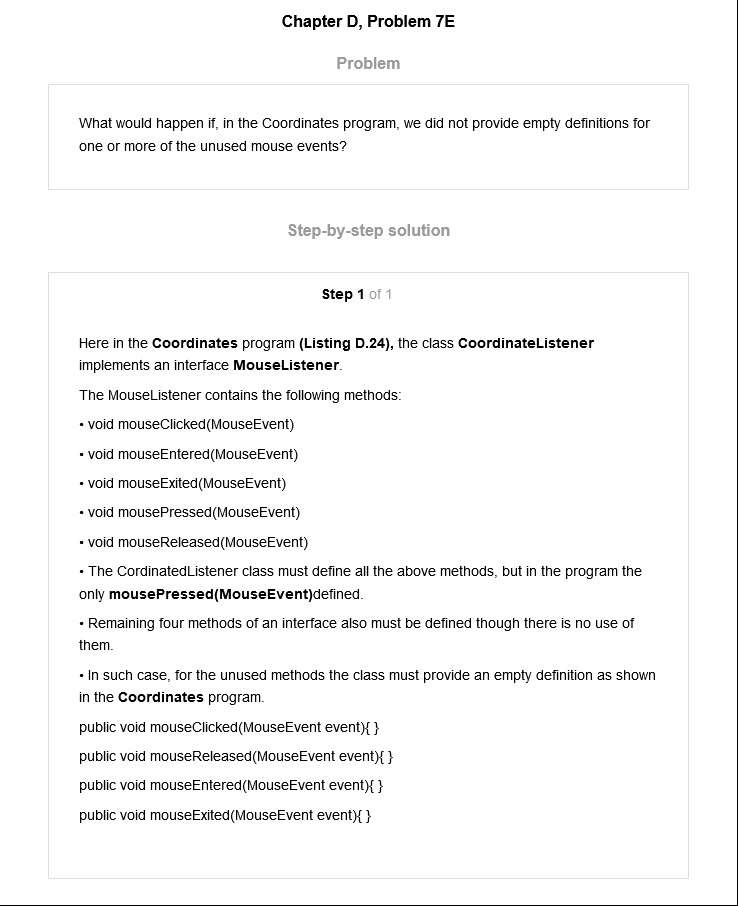 Chapter D, Problem 7E
Problem
What would happen if, in the Coordinates program, we did not provide empty definitions for
one or more of the unused mouse events?
Step-by-step solution
Step 1 of 1
Here in the Coordinates program (Listing D.24), the class CoordinateListener
implements an interface MouseListener.
The MouseListener contains the following methods:
• void mouseClicked(MouseEvent)
• void mouseEntered(MouseEvent)
• void mouseExited(MouseEvent)
• void mousePressed(MouseEvent)
• void mouseReleased(MouseEvent)
• The CordinatedListener class must define all the above methods, but in the program the
only mousePressed(MouseEvent)defined.
• Remaining four methods of an interface also must be defined though there is no use of
them.
• In such case, for the unused methods the class must provide an empty definition as shown
in the Coordinates program.
public void mouseClicked(MouseEvent event){ }
public void mouseReleased(MouseEvent event){ }
public void mouseEntered(MouseEvent event){ }
public void mouseExited(MouseEvent event){ }